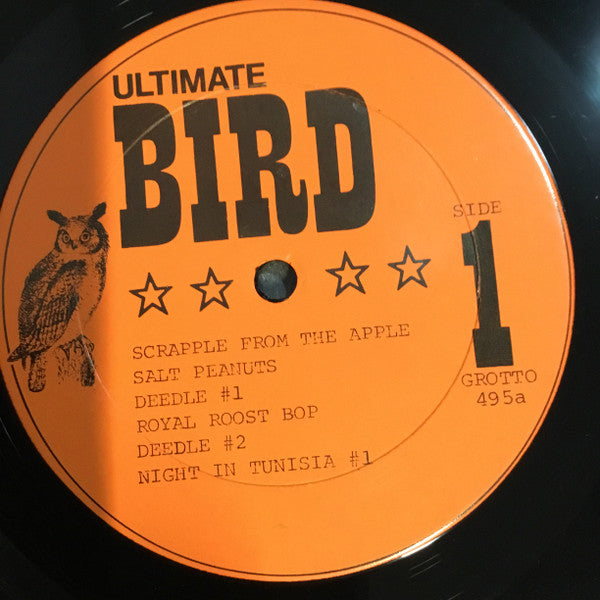 ULTIMATE
BIRD
SIDE
1
GROTTO
495a
SCRAPPLE FROM THE APPLE
SALT PEANUTS
DEEDLE #1
ROYAL ROOST BOP
DEEDLE #2
NIGHT IN TUNISIA #1